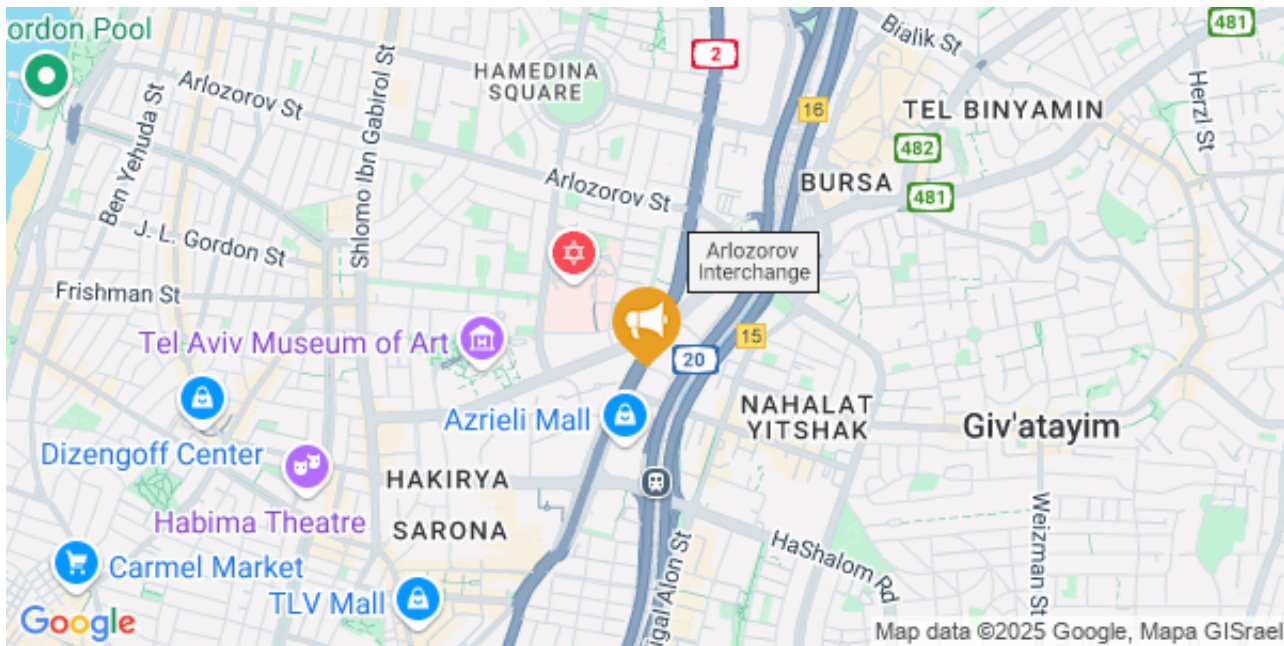 ordon Pool
Arlozorov St
Ben Yehuda St
Shlomo Ibn Gabirol St
HAMEDINA
SQUARE
2
16
Bialik St
481
TEL BINYAMIN
Herzl St
482
BURSA
481
Arlozorov St
J. L. Gordon St
Arlozorov
Interchange
Frishman St
Tel Aviv Museum of Art
15
20
Azrieli Mall
NAHALAT
YITSHAK
Giv'atayim
Dizengoff Center
HAKIRYA
Habima Theatre
SARONA
Carmel Market
TLV Mall
igal Alon St
HaShalom Rd
Weizman St
Google
Map data ©2025 Google, Mapa GISrael